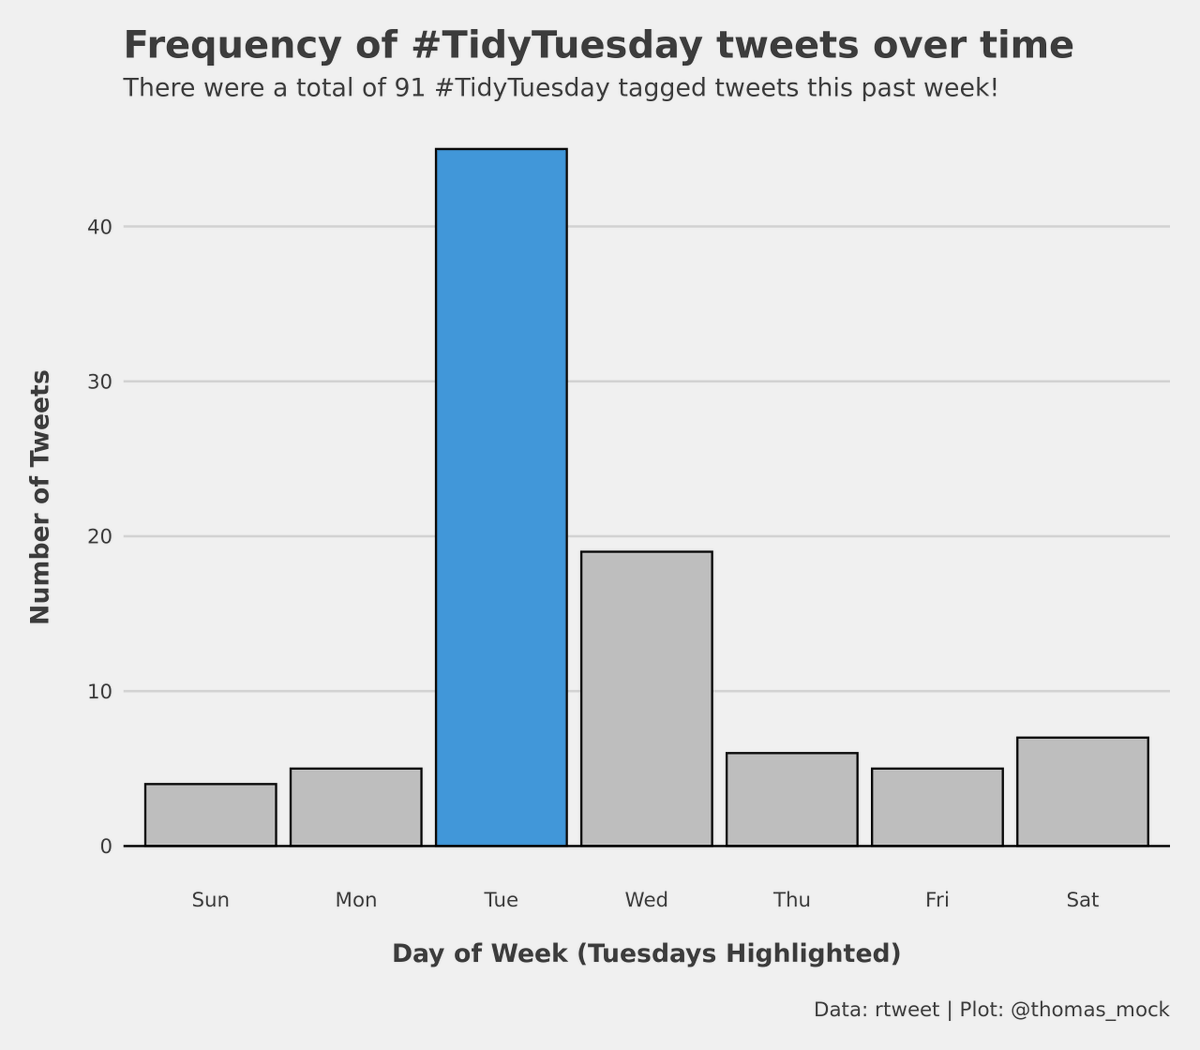 Frequency of #TidyTuesday tweets over time
There were a total of 91 #TidyTuesday tagged tweets this past week!
Number of Tweets
40
30
20
10
0
Sun Mon Tue Wed Thu Fri Sat
Day of Week (Tuesdays Highlighted)
Data: rtweet | Plot: @thomas_mock